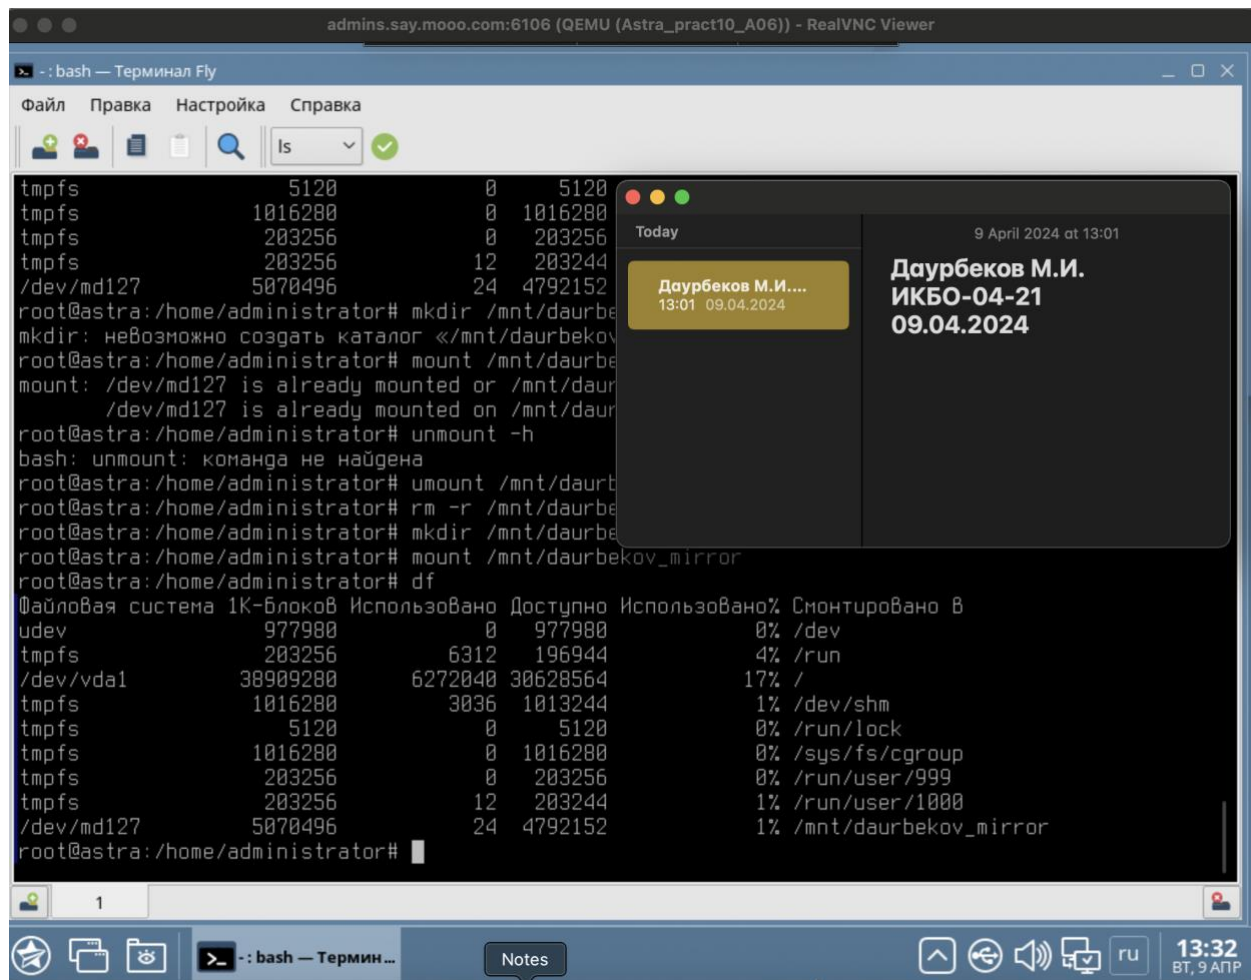 admins.say.mooo.com:6106 (QEMU (Astra_pract10_A06)) - RealVNC Viewer
- : bash — Терминал Fly
Файл Правка Настройка Справка
ls
tmpfs 5120 0 5120
tmpfs 1016280 0 1016280
tmpfs 203256 0 203256
tmpfs 203256 12 203244
/dev/md127 5070496 24 4792152
root@astra:/home/administrator# mkdir /mnt/daurbe
mkdir: невозможно создать каталог «/mnt/daurbekov
root@astra:/home/administrator# mount /mnt/daurbe
mount: /dev/md127 is already mounted or /mnt/daur
/dev/md127 is already mounted on /mnt/daur
root@astra:/home/administrator# unmount -h
bash: unmount: команда не найдена
root@astra:/home/administrator# umount /mnt/daurb
root@astra:/home/administrator# rm -r /mnt/daurbe
root@astra:/home/administrator# mkdir /mnt/daurbe
root@astra:/home/administrator# mount /mnt/daurbekov_mirror
root@astra:/home/administrator# df
Файловая система 1K-блоков Использовано Доступно Использовано% Смонтировано в
udev 977980 0 977980 0% /dev
tmpfs 203256 6312 196944 4% /run
/dev/vda1 38909280 6272040 30628564 17% /
tmpfs 1016280 3036 1013244 1% /dev/shm
tmpfs 5120 0 5120 0% /run/lock
tmpfs 1016280 0 1016280 0% /sys/fs/cgroup
tmpfs 203256 0 203256 0% /run/user/999
tmpfs 203256 12 203244 1% /run/user/1000
/dev/md127 5070496 24 4792152 1% /mnt/daurbekov_mirror
root@astra:/home/administrator#
Today
Даурбеков М.И....
13:01 09.04.2024
9 April 2024 at 13:01
Даурбеков М.И.
ИКБО-04-21
09.04.2024
1
- : bash — Термин...
Notes
ru
13:32
ВТ, 9 АПР